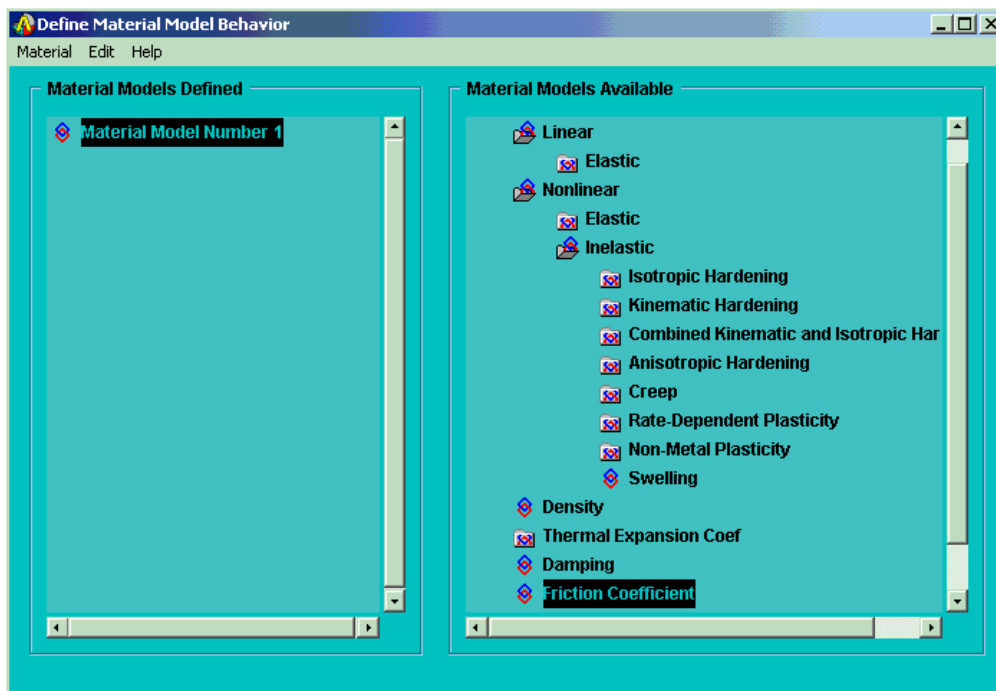 Define Material Model Behavior
Material Edit Help
Material Models Defined
Material Model Number 1
Material Models Available
Linear
Elastic
Nonlinear
Elastic
Inelastic
Isotropic Hardening
Kinematic Hardening
Combined Kinematic and Isotropic Har
Anisotropic Hardening
Creep
Rate-Dependent Plasticity
Non-Metal Plasticity
Swelling
Density
Thermal Expansion Coef
Damping
Friction Coefficient